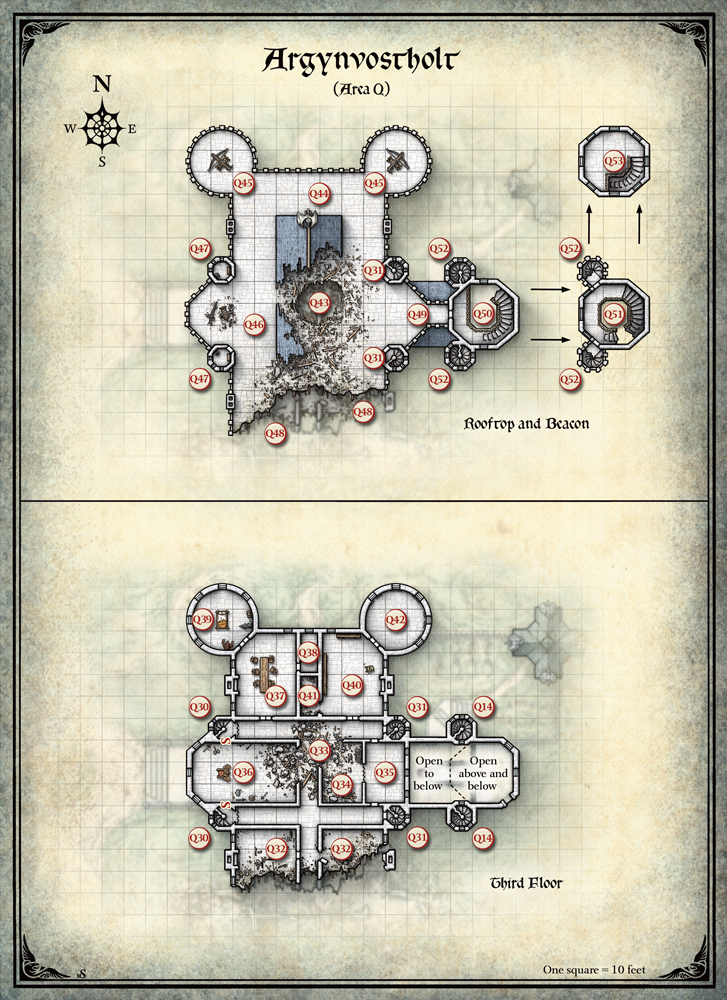 Argynvostholt
(Area Q)
N
W E
S
Q53
Q45 Q45
Q44
Q47 Q52 Q52
Q31
Q43 Q49 Q50 Q51
Q46
Q31
Q47 Q52 Q52
Q48
Q48
Rooftop and Beacon
Q39 Q42
Q38
Q37 Q41 Q40
Q30 Q31 Q14
S
Q33
Q36 Q35
Q34
Open
to
below
Open
above and
below
S
Q30 Q31 Q14
Q32 Q32
Third Floor
One square = 10 feet